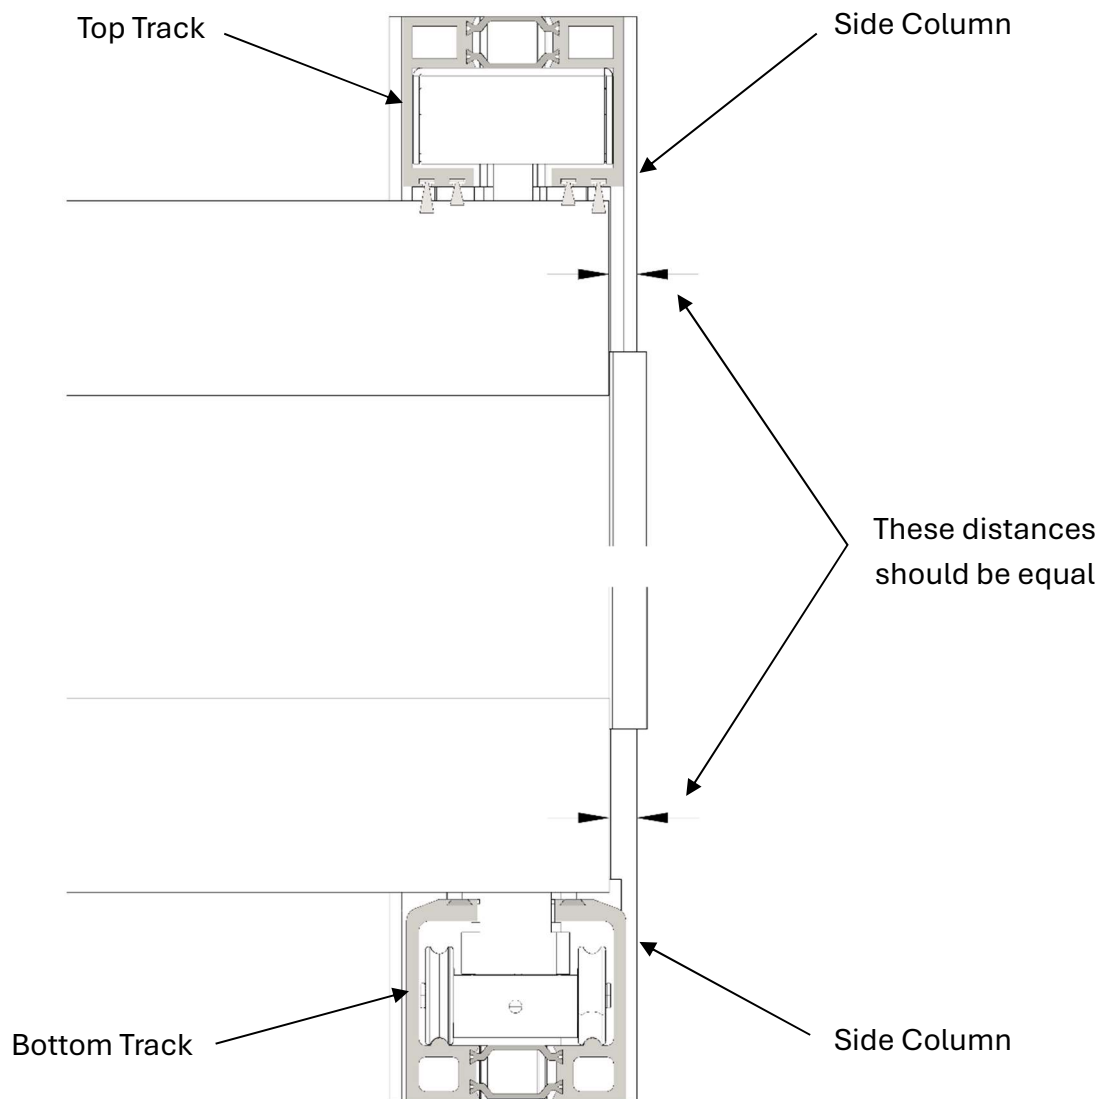 Top Track
Side Column
These distances
should be equal
Bottom Track
Side Column